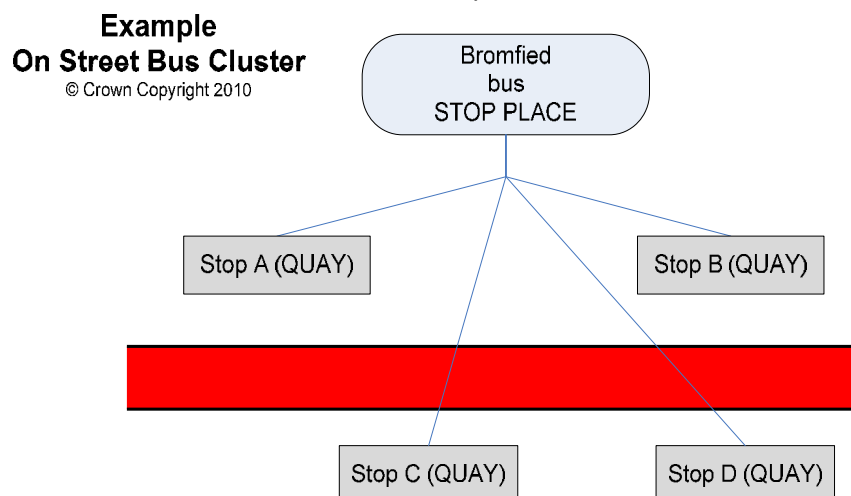 Example
On Street Bus Cluster
© Crown Copyright 2010
Bromfied
bus
STOP PLACE
Stop A (QUAY)
Stop B (QUAY)
Stop C (QUAY)
Stop D (QUAY)